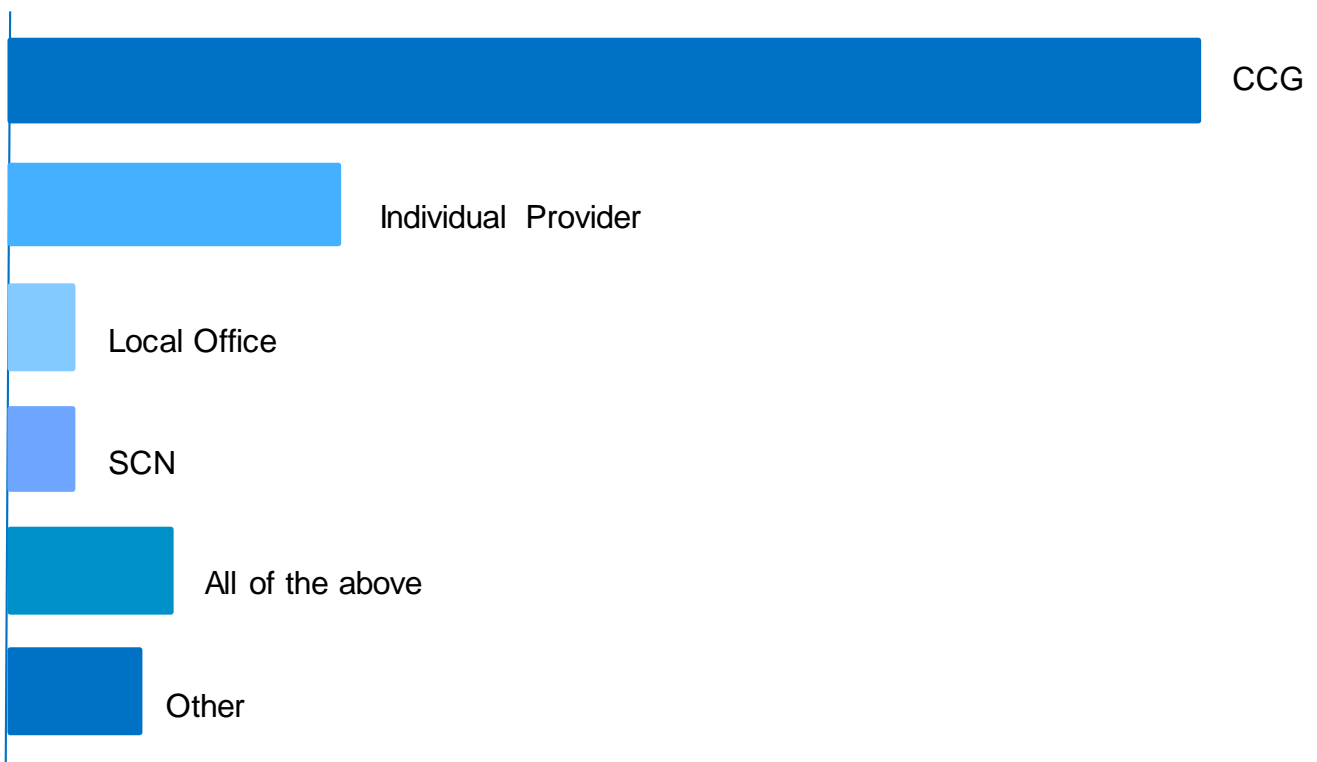 CCG
Individual Provider
Local Office
SCN
All of the above
Other